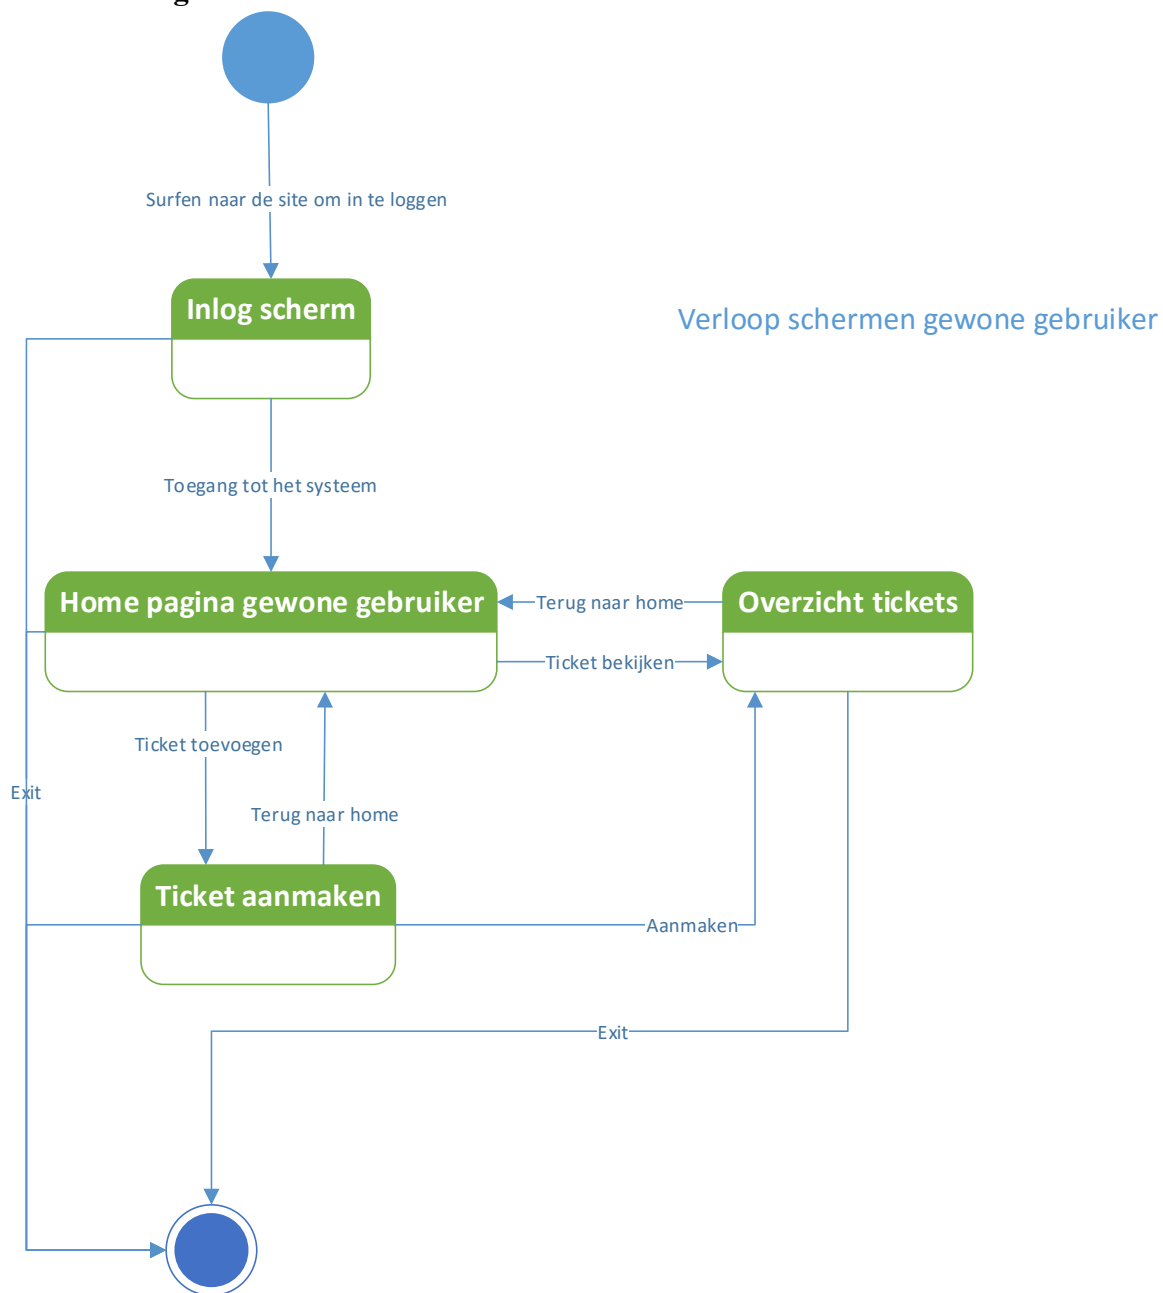 Surfen naar de site om in te loggen
Inlog scherm
Verloop schermen gewone gebruiker
Toegang tot het systeem
Home pagina gewone gebruiker
Terug naar home
Overzicht tickets
Ticket bekijken
Ticket toevoegen
Exit
Terug naar home
Ticket aanmaken
Aanmaken
Exit